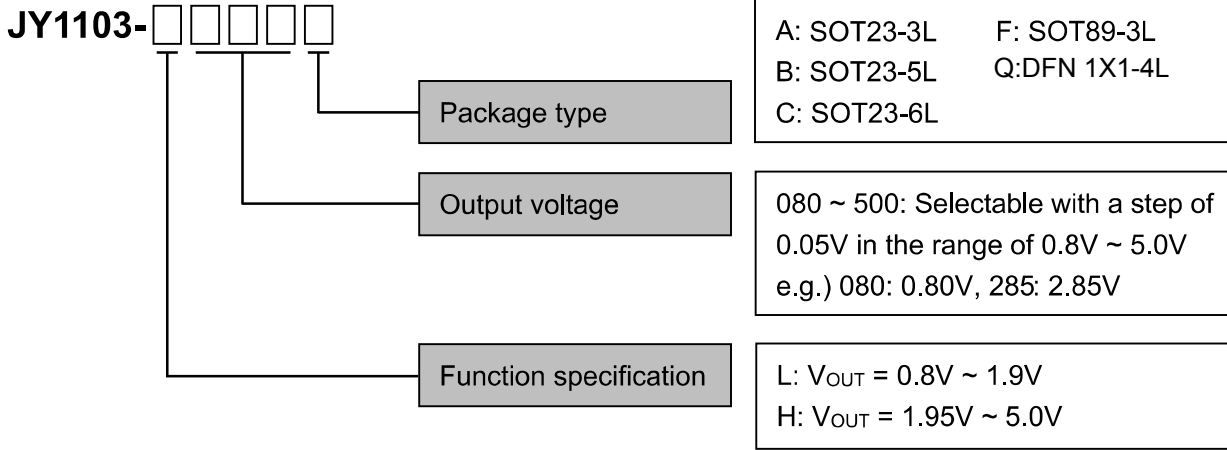 JY1103-
A: SOT23-3L F: SOT89-3L
B: SOT23-5L Q:DFN 1X1-4L
C: SOT23-6L
Package type
Output voltage
080 ~ 500: Selectable with a step of
0.05V in the range of 0.8V ~ 5.0V
e.g.) 080: 0.80V, 285: 2.85V
Function specification
L: VOUT = 0.8V ~ 1.9V
H: VOUT = 1.95V ~ 5.0V